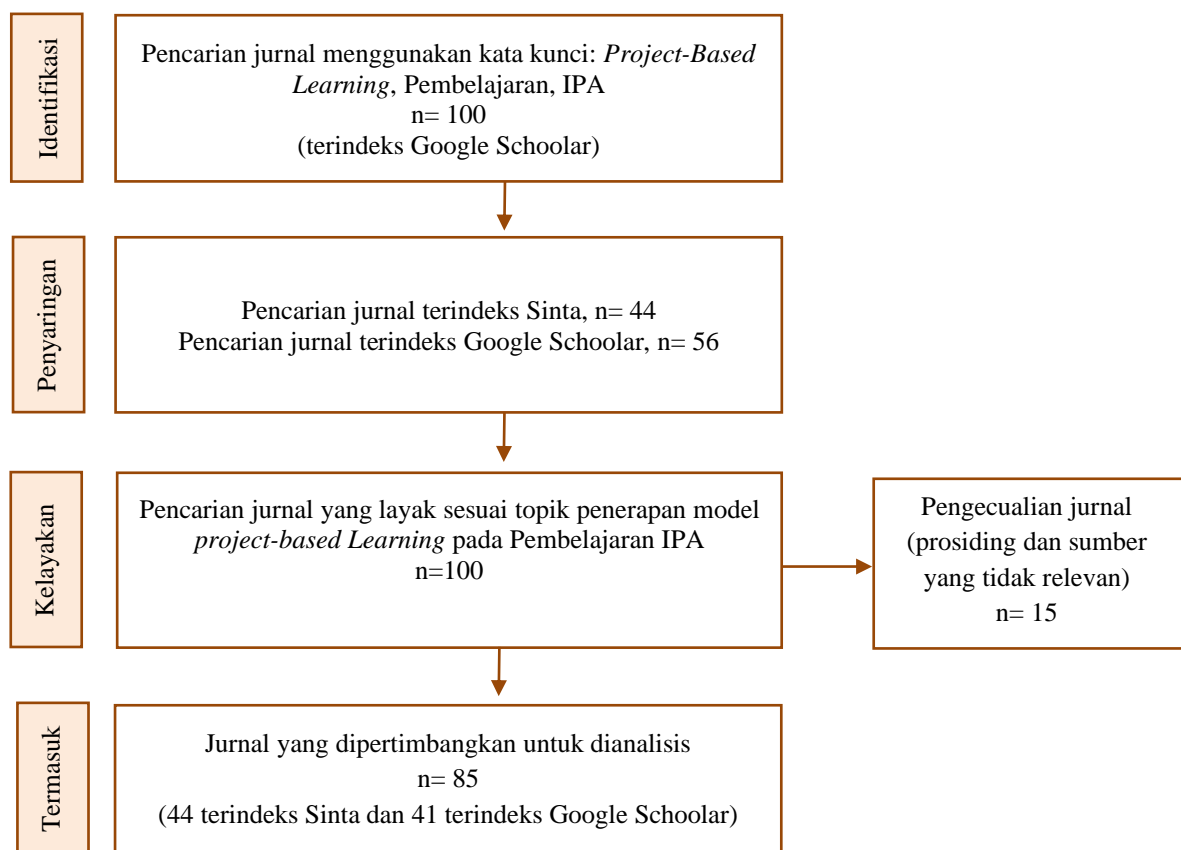 Identifikasi
Pencarian jurnal menggunakan kata kunci: Project-Based
Learning, Pembelajaran, IPA
n= 100
(terindeks Google Schoolar)
Penyaringan
Pencarian jurnal terindeks Sinta, n= 44
Pencarian jurnal terindeks Google Schoolar, n= 56
Kelayakan
Pencarian jurnal yang layak sesuai topik penerapan model
project-based Learning pada Pembelajaran IPA
n=100
Pengecualian jurnal
(prosiding dan sumber
yang tidak relevan)
n= 15
Termasuk
Jurnal yang dipertimbangkan untuk dianalisis
n= 85
(44 terindeks Sinta dan 41 terindeks Google Schoolar)